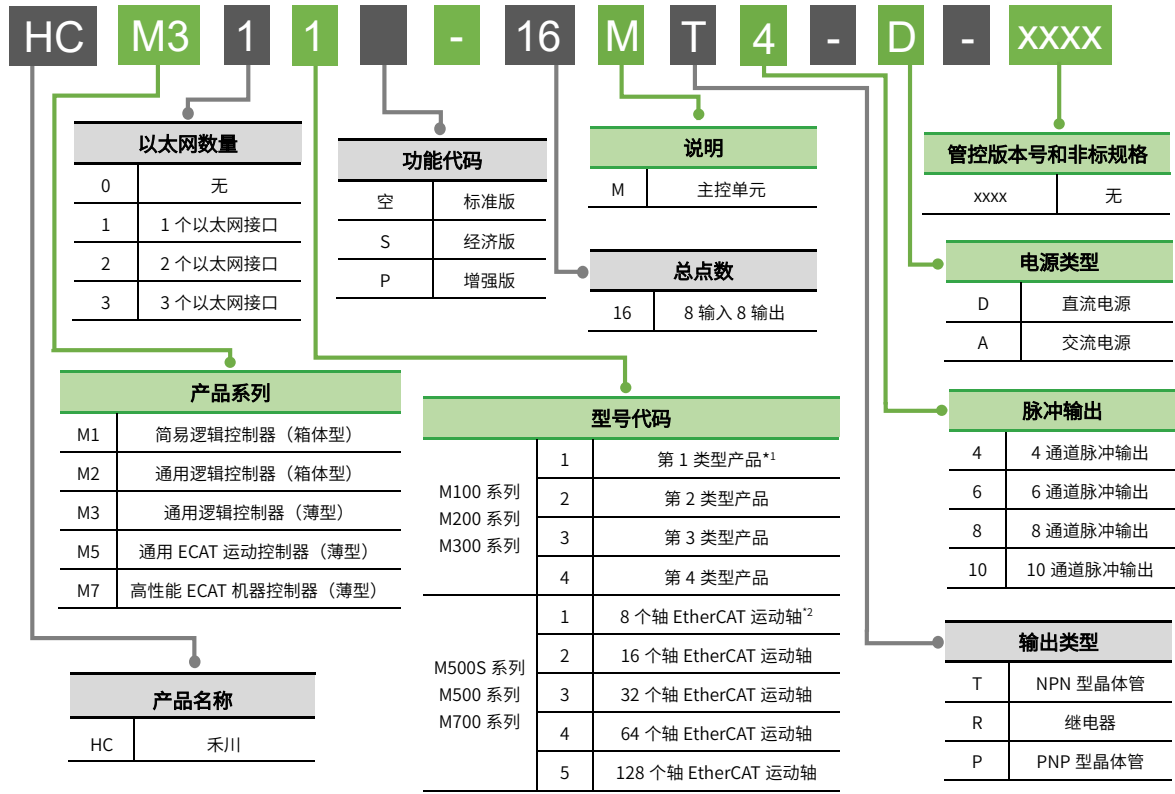 HC M3 1 1 - 16 M T 4 - D - xxxx
以太网数量
0 无
1 1 个以太网接口
2 2 个以太网接口
3 3 个以太网接口
功能代码
空 标准版
S 经济版
P 增强版
说明
M 主控单元
总点数
16 8 输入 8 输出
管控版本号和非标规格
xxxx 无
电源类型
D 直流电源
A 交流电源
产品系列
M1 简易逻辑控制器（箱体型）
M2 通用逻辑控制器（箱体型）
M3 通用逻辑控制器（薄型）
M5 通用 ECAT 运动控制器（薄型）
M7 高性能 ECAT 机器控制器（薄型）
型号代码
M100 系列
M200 系列
M300 系列
1 第 1 类型产品*1
2 第 2 类型产品
3 第 3 类型产品
4 第 4 类型产品
M500S 系列
M500 系列
M700 系列
1 8 个轴 EtherCAT 运动轴*2
2 16 个轴 EtherCAT 运动轴
3 32 个轴 EtherCAT 运动轴
4 64 个轴 EtherCAT 运动轴
5 128 个轴 EtherCAT 运动轴
脉冲输出
4 4 通道脉冲输出
6 6 通道脉冲输出
8 8 通道脉冲输出
10 10 通道脉冲输出
产品名称
HC 禾川
输出类型
T NPN 型晶体管
R 继电器
P PNP 型晶体管